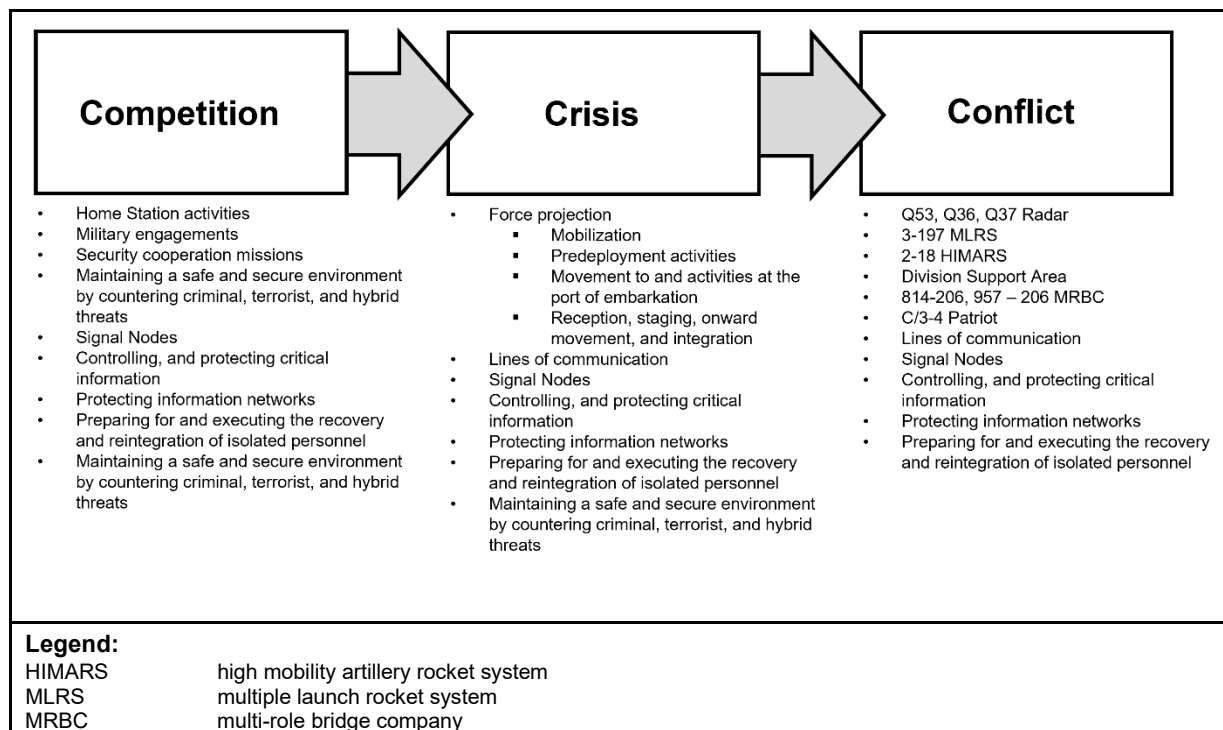 Competition
Crisis
Conflict
• Home Station activities
• Military engagements
• Security cooperation missions
• Maintaining a safe and secure environment
by countering criminal, terrorist, and hybrid
threats
• Signal Nodes
• Controlling, and protecting critical
information
• Protecting information networks
• Preparing for and executing the recovery
and reintegration of isolated personnel
• Maintaining a safe and secure environment
by countering criminal, terrorist, and hybrid
threats
• Force projection
▪ Mobilization
▪ Predeployment activities
▪ Movement to and activities at the
port of embarkation
▪ Reception, staging, onward
movement, and integration
• Lines of communication
• Signal Nodes
• Controlling, and protecting critical
information
• Protecting information networks
• Preparing for and executing the recovery
and reintegration of isolated personnel
• Maintaining a safe and secure environment
by countering criminal, terrorist, and hybrid
threats
• Q53, Q36, Q37 Radar
• 3-197 MLRS
• 2-18 HIMARS
• Division Support Area
• 814-206, 957 – 206 MRBC
• C/3-4 Patriot
• Lines of communication
• Signal Nodes
• Controlling, and protecting critical
information
• Protecting information networks
• Preparing for and executing the recovery
and reintegration of isolated personnel
Legend:
HIMARS high mobility artillery rocket system
MLRS multiple launch rocket system
MRBC multi-role bridge company